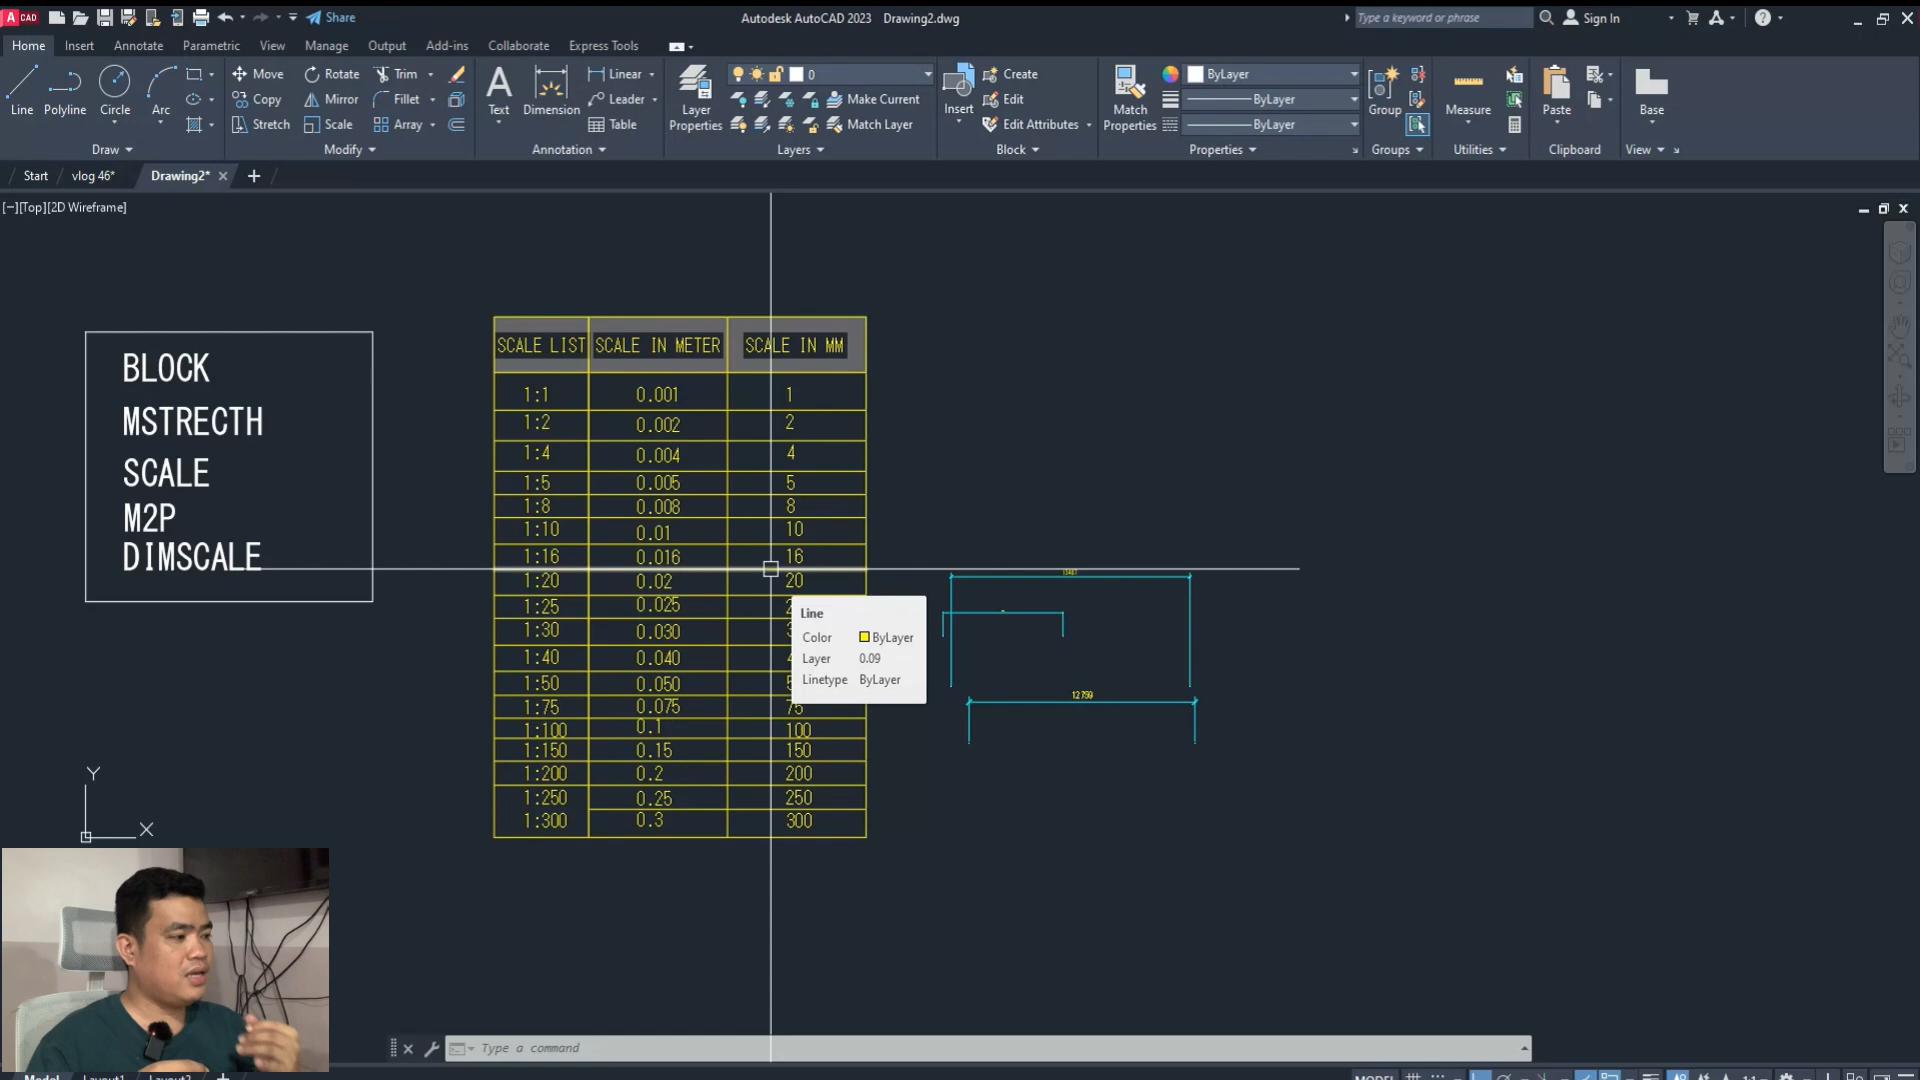 CAD
Share
Autodesk AutoCAD 2023 Drawing2.dwg
Type a keyword or phrase
Sign In
Home Insert Annotate Parametric View Manage Output Add-ins Collaborate Express Tools
Line Polyline Circle Arc
Move Rotate Trim
Copy Mirror Fillet
Stretch Scale Array
Text Dimension
Linear
Leader
Table
Layer Properties
0
Make Current
Match Layer
Insert
Create
Edit
Edit Attributes
Match Properties
ByLayer
ByLayer
ByLayer
Group
Measure
Paste
Base
Draw Modify Annotation Layers Block Properties Groups Utilities Clipboard View
Start vlog 46* Drawing2*
[−][Top][2D Wireframe]
BLOCK
MSTRECTH
SCALE
M2P
DIMSCALE
SCALE LIST SCALE IN METER SCALE IN MM
1:1 0.001 1
1:2 0.002 2
1:4 0.004 4
1:5 0.005 5
1:8 0.008 8
1:10 0.01 10
1:16 0.016 16
1:20 0.02 20
1:25 0.025
1:30 0.030
1:40 0.040
1:50 0.050
1:75 0.075 75
1:100 0.1 100
1:150 0.15 150
1:200 0.2 200
1:250 0.25 250
1:300 0.3 300
Line
Color ByLayer
Layer 0.09
Linetype ByLayer
12759
Y
X
Type a command
Model Layout1 Layout2
MODEL
1:1